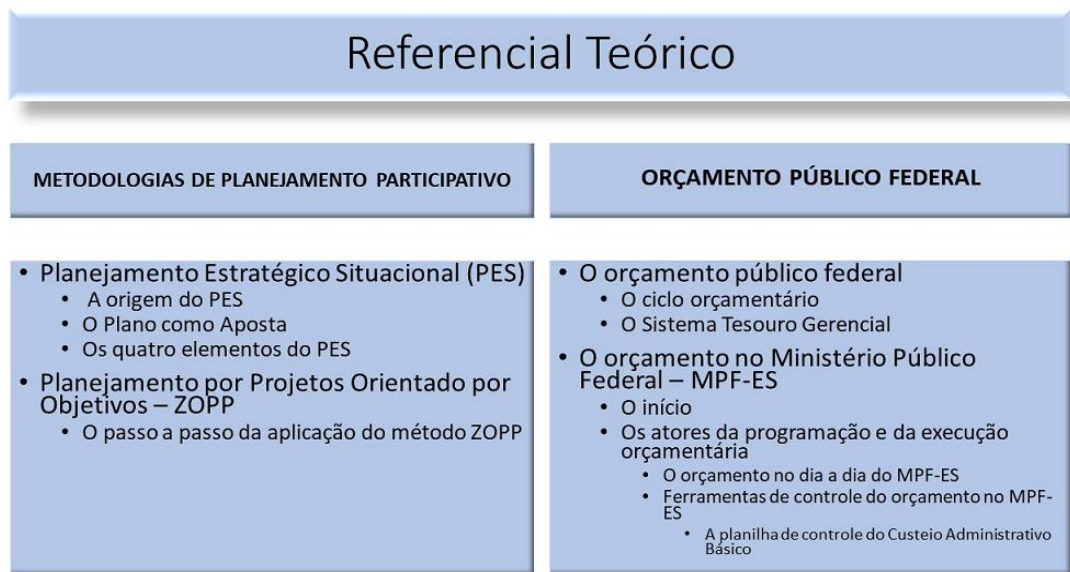 Referencial Teórico
METODOLOGIAS DE PLANEJAMENTO PARTICIPATIVO
• Planejamento Estratégico Situacional (PES)
• A origem do PES
• O Plano como Aposta
• Os quatro elementos do PES
• Planejamento por Projetos Orientado por
Objetivos – ZOPP
• O passo a passo da aplicação do método ZOPP
ORÇAMENTO PÚBLICO FEDERAL
• O orçamento público federal
• O ciclo orçamentário
• O Sistema Tesouro Gerencial
• O orçamento no Ministério Público
Federal – MPF-ES
• O início
• Os atores da programação e da execução
orçamentária
• O orçamento no dia a dia do MPF-ES
• Ferramentas de controle do orçamento no MPF-
ES
• A planilha de controle do Custeio Administrativo
Básico